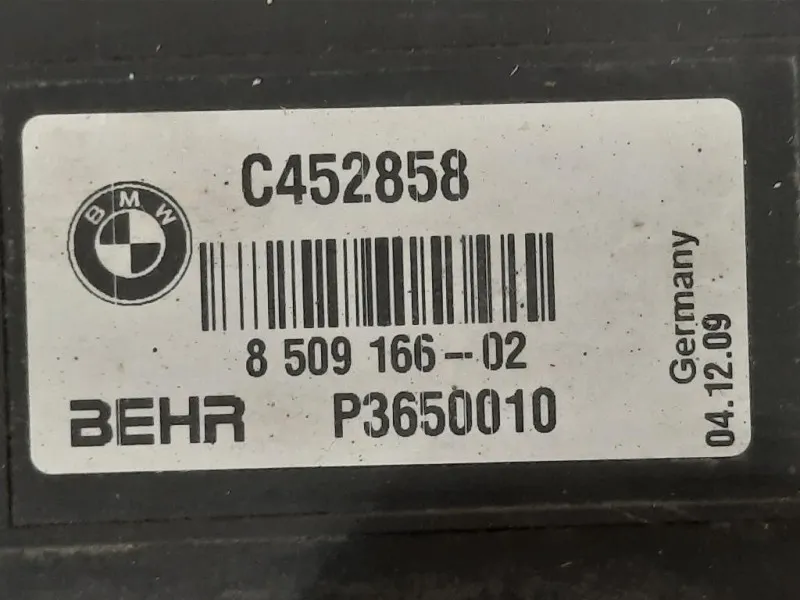 C452858
BMW
8 509 166-02
BEHR P3650010
Germany
04.12.09